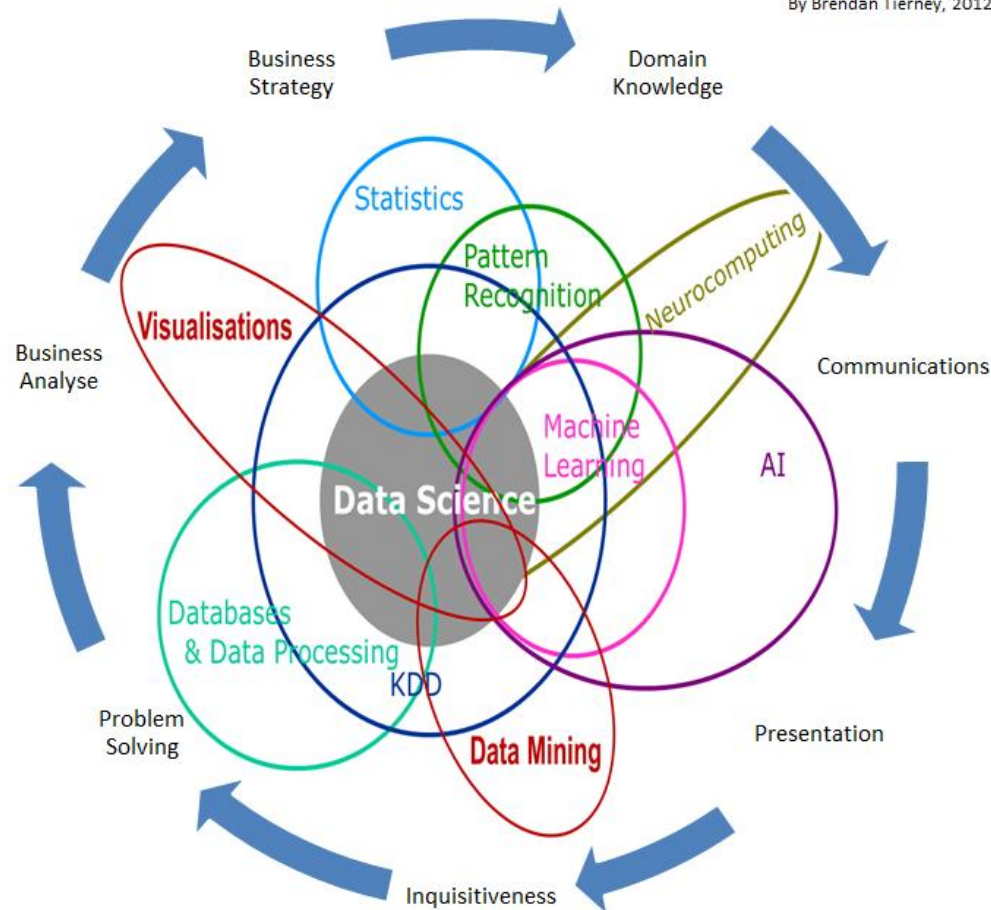 By Brendan Tierney, 2012
Business
Strategy
Domain
Knowledge
Statistics
Pattern
Recognition
Neurocomputing
Visualisations
Business
Analyse
Communications
Machine
Learning
AI
Data Science
Databases
& Data Processing
KDD
Problem
Solving
Presentation
Data Mining
Inquisitiveness